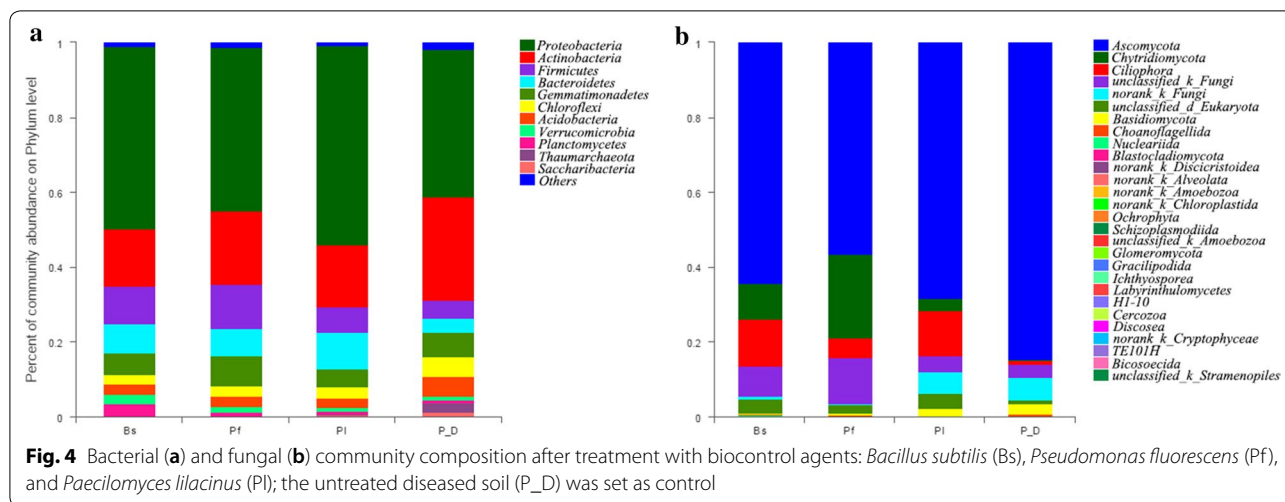 a
Percent of community abundance on Phylum level
1
0.8
0.6
0.4
0.2
0
Bs
Pf
Pl
P_D
Proteobacteria
Actinobacteria
Firmicutes
Bacteroidetes
Gemmatimonadetes
Chloroflexi
Acidobacteria
Verrucomicrobia
Planctomycetes
Thaumarchaeota
Saccharibacteria
Others
b
1
0.8
0.6
0.4
0.2
0
Bs
Pf
Pl
P_D
Ascomycota
Chytridiomycota
Ciliophora
unclassified_k_Fungi
norank_k_Fungi
unclassified_d_Eukaryota
Basidiomycota
Choanoflagellida
Nucleariida
Blastocladiomycota
norank_k_Discicristoidea
norank_k_Alveolata
norank_k_Amoebozoa
norank_k_Chloroplastida
Ochrophyta
Schizoplasmodiida
unclassified_k_Amoebozoa
Glomeromycota
Gracilipodida
Ichthyosporea
Labyrinthulomycetes
H1-10
Cercozoa
Discosea
norank_k_Cryptophyceae
TE101H
Bicosoecida
unclassified_k_Stramenopiles
Fig. 4 Bacterial (a) and fungal (b) community composition after treatment with biocontrol agents: Bacillus subtilis (Bs), Pseudomonas fluorescens (Pf),
and Paecilomyces lilacinus (Pl); the untreated diseased soil (P_D) was set as control